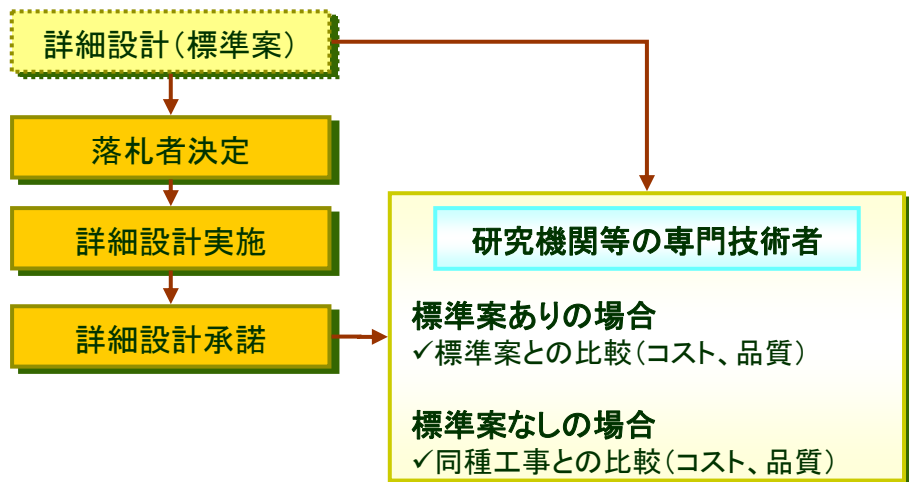 詳細設計(標準案)
落札者決定
詳細設計実施
詳細設計承諾
研究機関等の専門技術者
標準案ありの場合
✓標準案との比較(コスト、品質)
標準案なしの場合
✓同種工事との比較(コスト、品質)